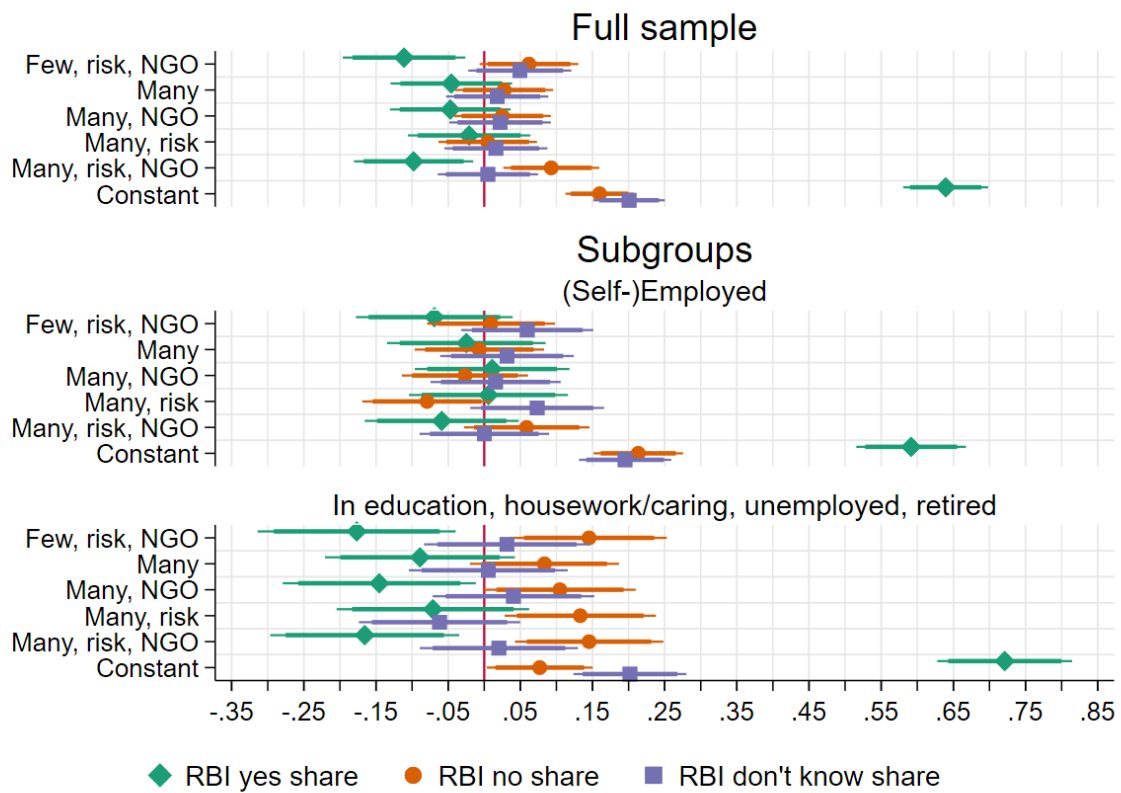 Full sample
Few, risk, NGO
Many
Many, NGO
Many, risk
Many, risk, NGO
Constant
Subgroups
(Self-)Employed
Few, risk, NGO
Many
Many, NGO
Many, risk
Many, risk, NGO
Constant
In education, housework/caring, unemployed, retired
Few, risk, NGO
Many
Many, NGO
Many, risk
Many, risk, NGO
Constant
-.35 -.25 -.15 -.05 .05 .15 .25 .35 .45 .55 .65 .75 .85
RBI yes share RBI no share RBI don't know share